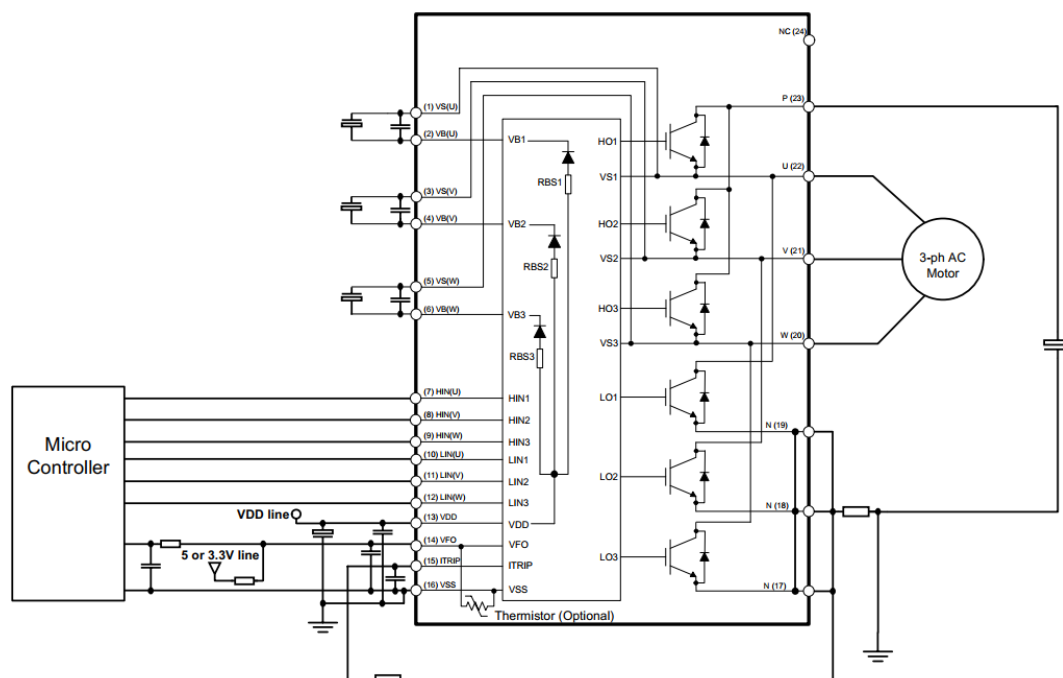 NC (24)
(1) VS(U)
P (23)
(2) VB(U)
VB1
HO1
RBS1
VS1
U (22)
(3) VS(V)
(4) VB(V)
VB2
HO2
RBS2
VS2
V (21)
3-ph AC
Motor
(5) VS(W)
(6) VB(W)
VB3
HO3
RBS3
VS3
W (20)
Micro
Controller
(7) HIN(U)
HIN1
LO1
(8) HIN(V)
HIN2
(9) HIN(W)
HIN3
N (19)
(10) LIN(U)
LIN1
(11) LIN(V)
LIN2
LO2
(12) LIN(W)
LIN3
N (18)
VDD line
(13) VDD
VDD
(14) VFO
VFO
5 or 3.3V line
(15) ITRIP
ITRIP
LO3
(16) VSS
VSS
N (17)
Thermistor (Optional)